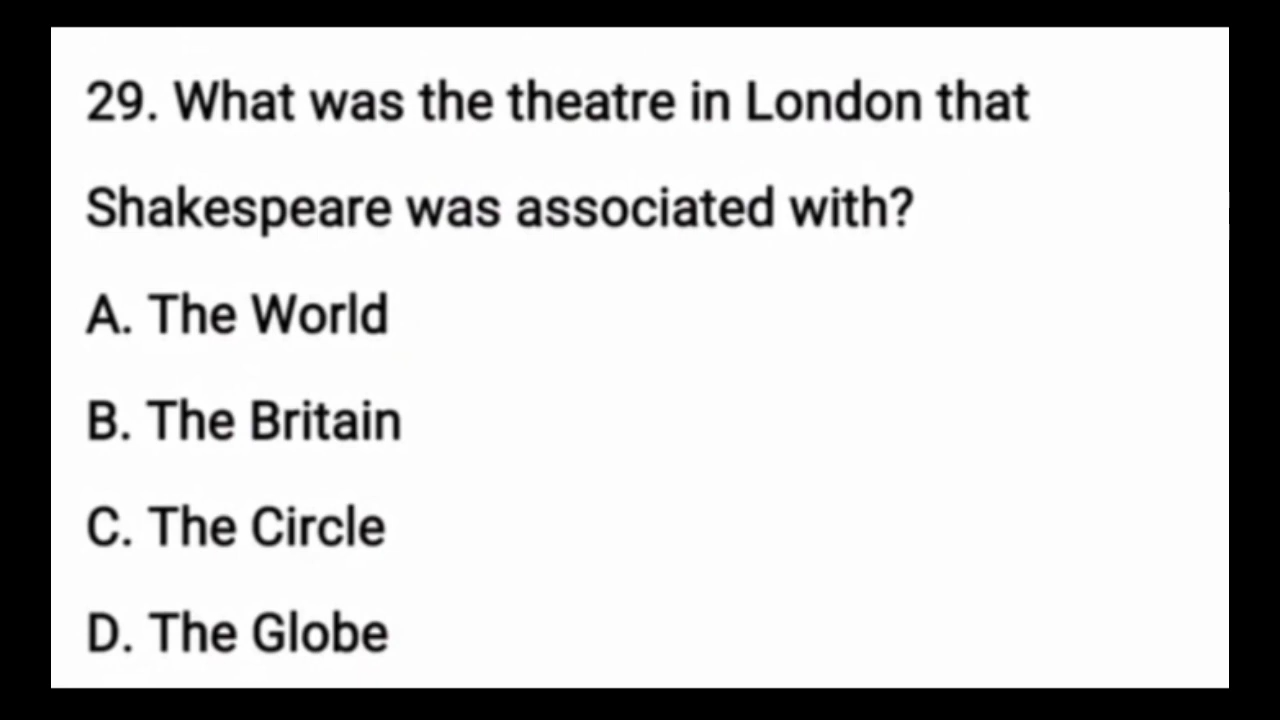 29. What was the theatre in London that
Shakespeare was associated with?
A. The World
B. The Britain
C. The Circle
D. The Globe